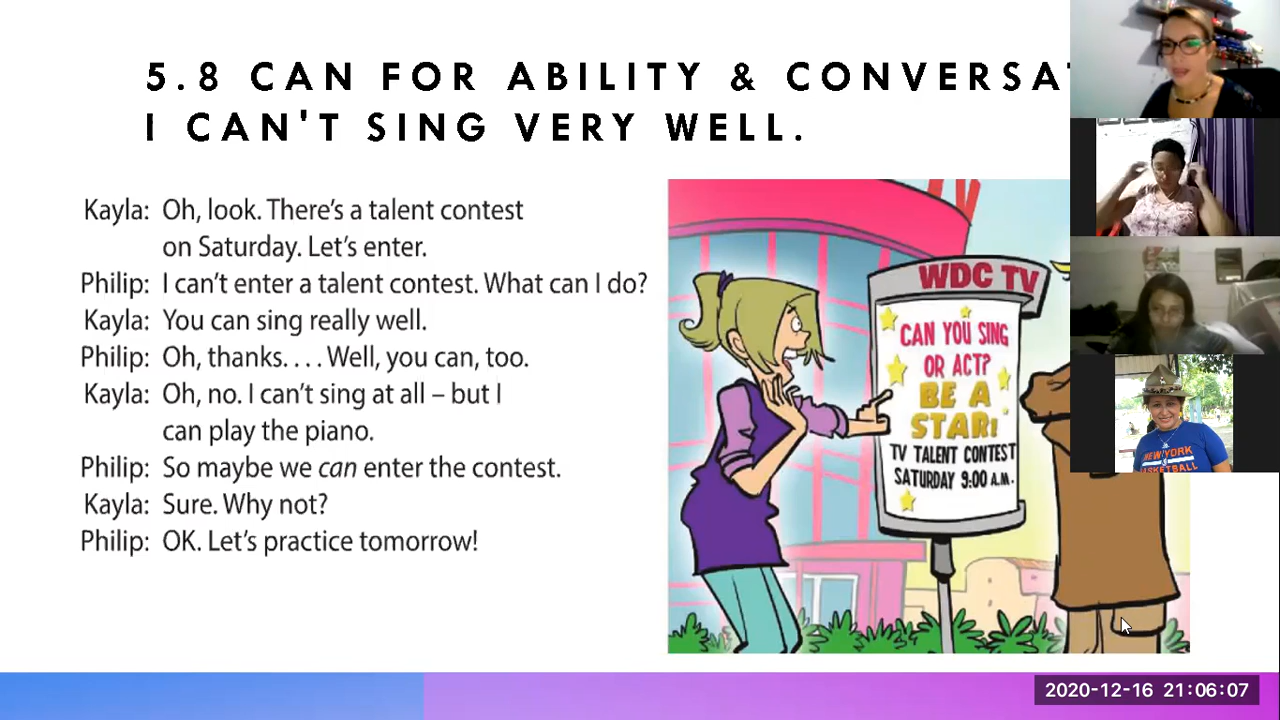 5.8 CAN FOR ABILITY & CONVERSA
I CAN'T SING VERY WELL.
Kayla: Oh, look. There's a talent contest
on Saturday. Let's enter.
Philip: I can't enter a talent contest. What can I do?
Kayla: You can sing really well.
Philip: Oh, thanks. . . . Well, you can, too.
Kayla: Oh, no. I can't sing at all – but I
can play the piano.
Philip: So maybe we can enter the contest.
Kayla: Sure. Why not?
Philip: OK. Let's practice tomorrow!
WDC TV
CAN YOU SING
OR ACT?
BE A
STAR!
TV TALENT CONTEST
SATURDAY 9:00 A.M.
NEW YORK
BASKETBALL
2020-12-16 21:06:07